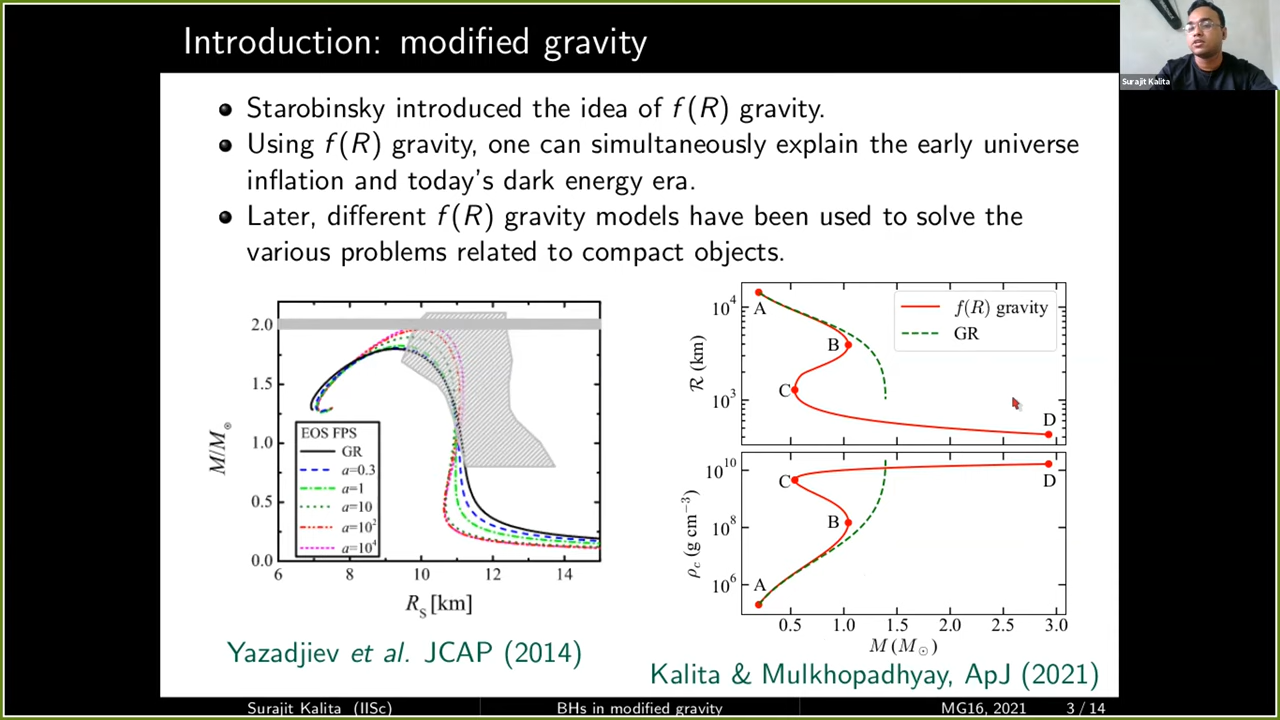 Introduction: modified gravity
Surajit Kalita
Starobinsky introduced the idea of f(R) gravity.
Using f(R) gravity, one can simultaneously explain the early universe
inflation and today's dark energy era.
Later, different f(R) gravity models have been used to solve the
various problems related to compact objects.
2.0
1.5
1.0
0.5
0.0
M/M⊙
EOS FPS
GR
a=0.3
a=1
a=10
a=10²
a=10⁴
6 8 10 12 14
R_S [km]
Yazadjiev et al. JCAP (2014)
10⁴
10³
R (km)
f(R) gravity
GR
A
B
C
D
10¹⁰
10⁸
10⁶
ρ_c (g cm⁻³)
D
C
B
A
0.5 1.0 1.5 2.0 2.5 3.0
M (M⊙)
Kalita & Mulkhopadhyay, ApJ (2021)
Surajit Kalita (IISc) BHs in modified gravity MG16, 2021 3 / 14